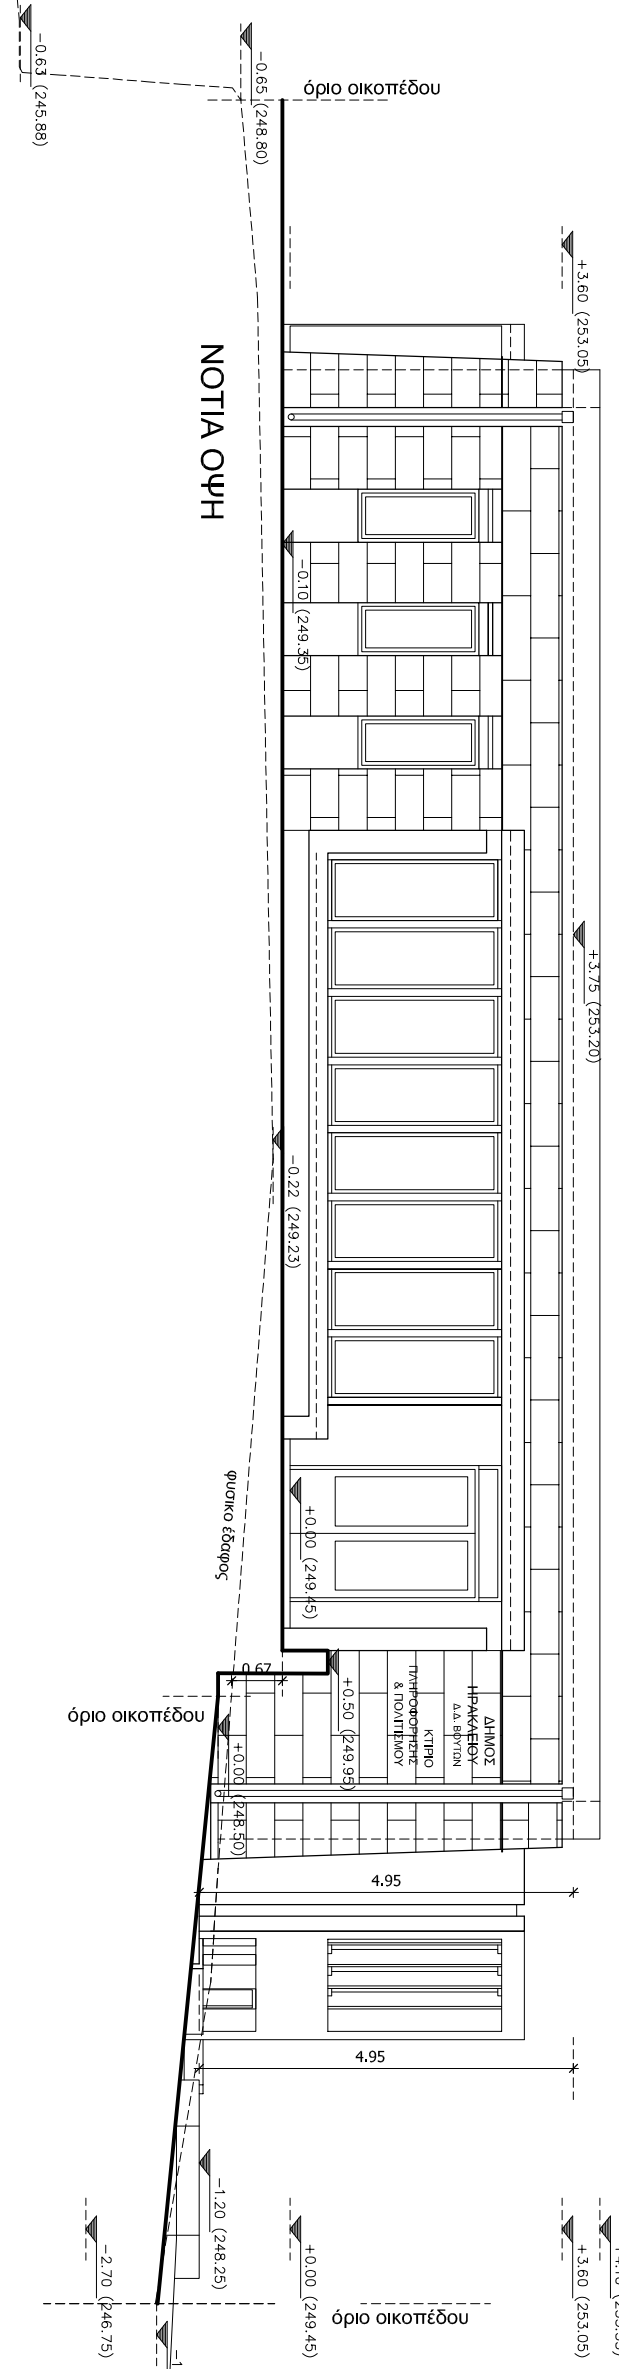 -0.63 (245.88)
-0.65 (248.80)
όριο οικοπέδου
+3.60 (253.05)
ΝΟΤΙΑ ΟΨΗ
-0.10 (249.35)
+3.75 (253.20)
-0.22 (249.23)
φυσικο έδαφος
+0.00 (249.45)
0.67
+0.50 (249.95)
ΔΗΜΟΣ
ΗΡΑΚΛΕΙΟΥ
Δ.Δ. ΒΟΥΤΩΝ
ΚΤΙΡΙΟ
ΠΛΗΡΟΦΟΡΗΣΗΣ
& ΠΟΛΙΤΙΣΜΟΥ
όριο οικοπέδου
+0.00 (248.50)
4.95
4.95
-1.20 (248.25)
-2.70 (246.75)
+0.00 (249.45)
+3.60 (253.05)
όριο οικοπέδου